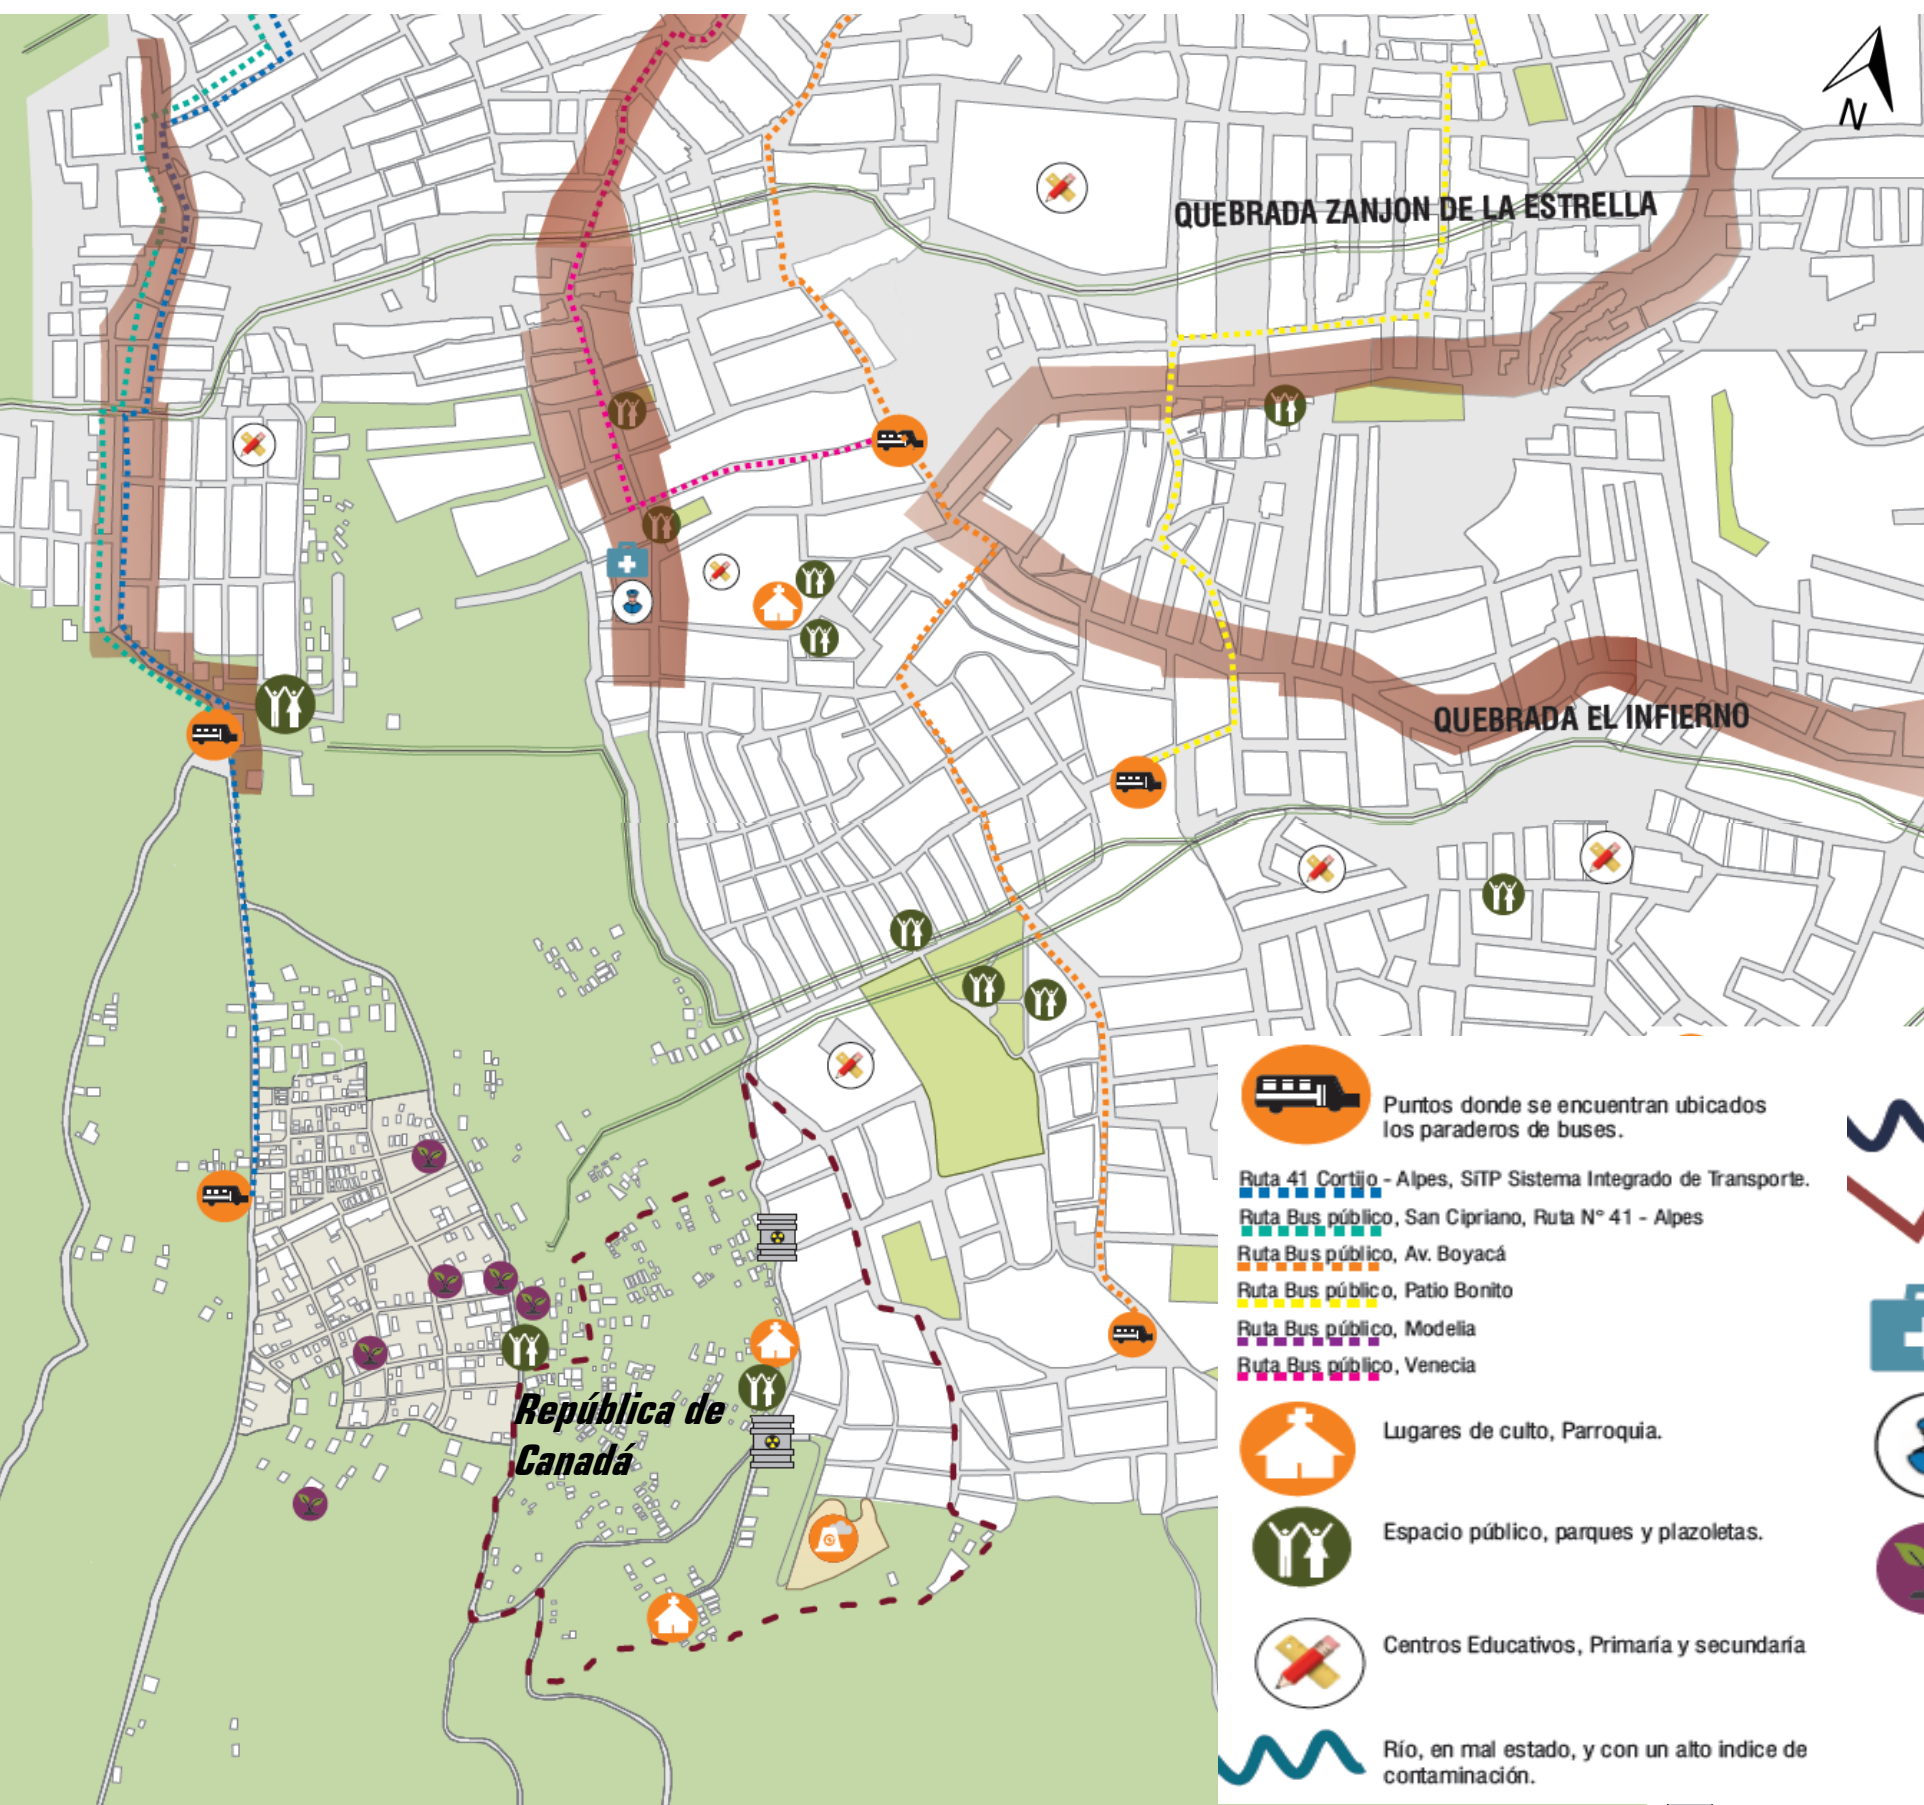 N
QUEBRADA ZANJON DE LA ESTRELLA
QUEBRADA EL INFIERNO
República de
Canadá
Puntos donde se encuentran ubicados
los paraderos de buses.
Ruta 41 Cortijo - Alpes, SiTP Sistema Integrado de Transporte.
Ruta Bus público, San Cipriano, Ruta N° 41 - Alpes
Ruta Bus público, Av. Boyacá
Ruta Bus público, Patio Bonito
Ruta Bus público, Modelia
Ruta Bus público, Venecia
Lugares de culto, Parroquia.
Espacio público, parques y plazoletas.
Centros Educativos, Primaría y secundaría
Río, en mal estado, y con un alto indice de
contaminación.